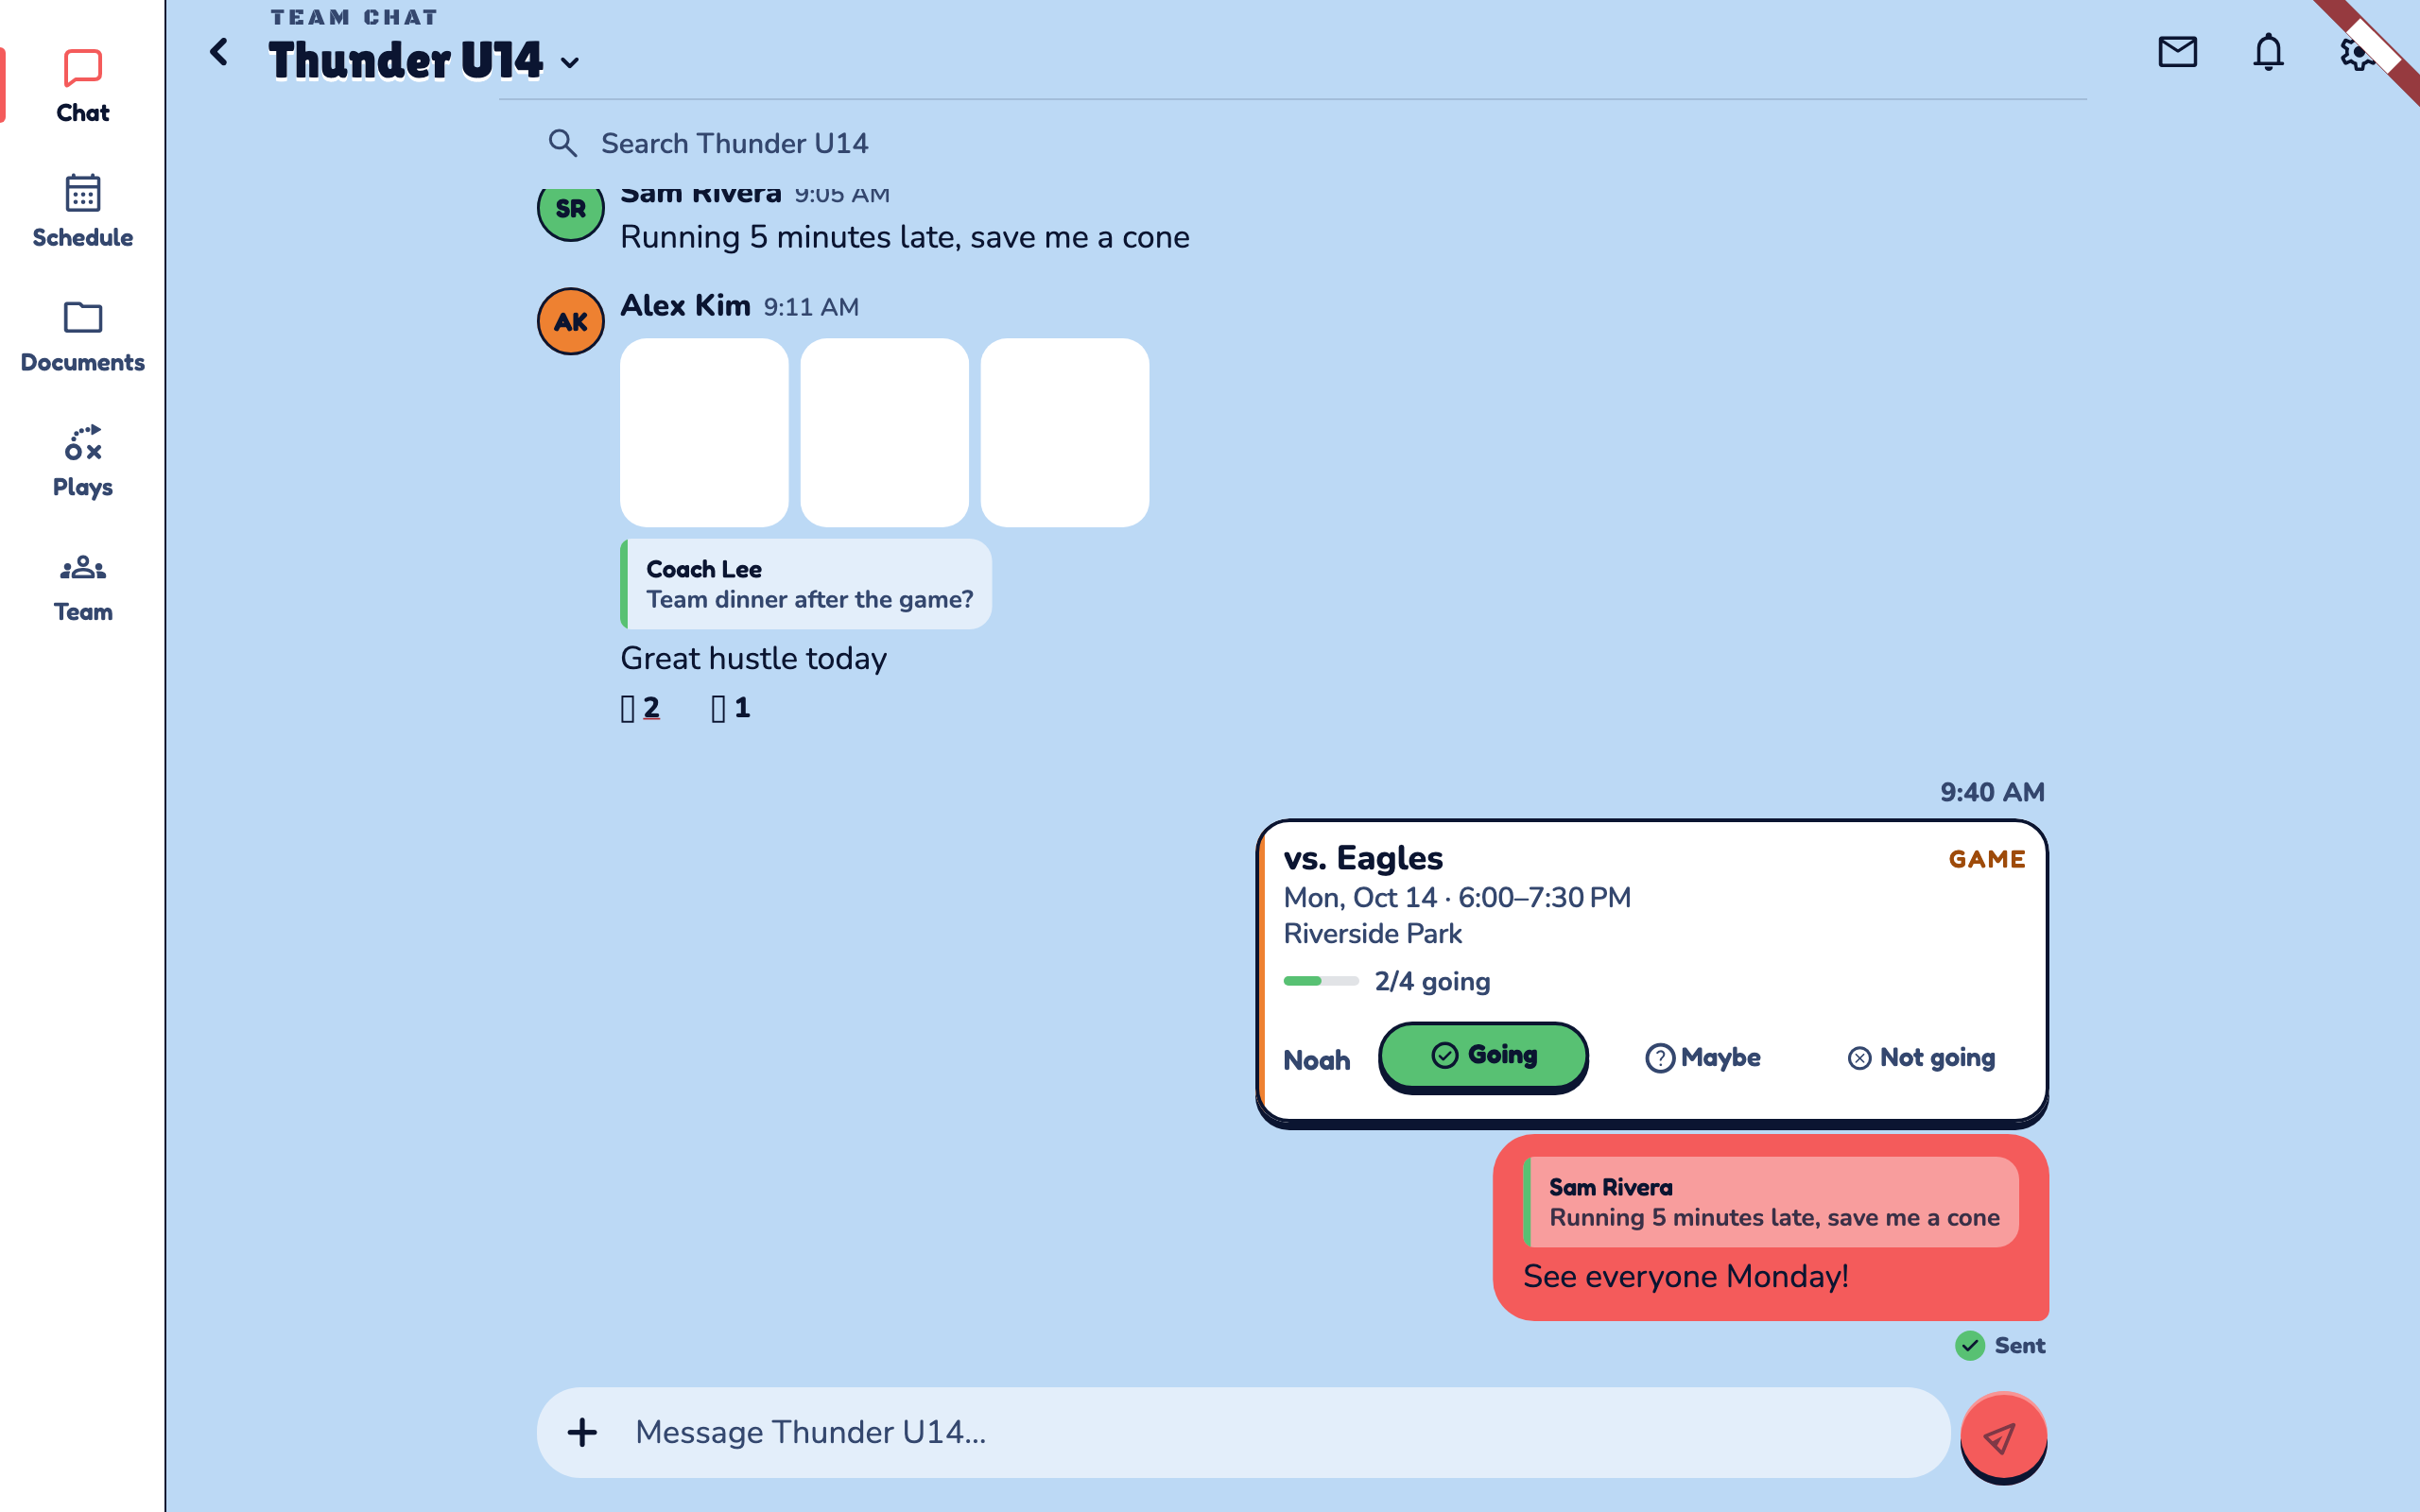 TEAM CHAT
Thunder U14
Chat
Schedule
Documents
Plays
Team
Search Thunder U14
SR
Sam Rivera 9:05 AM
Running 5 minutes late, save me a cone
AK
Alex Kim 9:11 AM
Coach Lee
Team dinner after the game?
Great hustle today
2 1
9:40 AM
vs. Eagles GAME
Mon, Oct 14 · 6:00–7:30 PM
Riverside Park
2/4 going
Noah Going Maybe Not going
Sam Rivera
Running 5 minutes late, save me a cone
See everyone Monday!
Sent
Message Thunder U14...